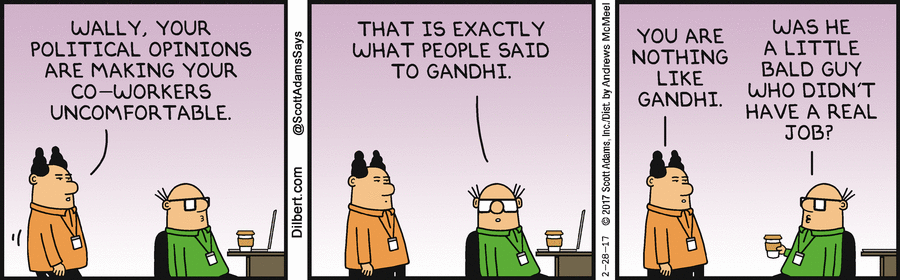 WALLY, YOUR
POLITICAL OPINIONS
ARE MAKING YOUR
CO-WORKERS
UNCOMFORTABLE.
Dilbert.com @ScottAdamsSays
THAT IS EXACTLY
WHAT PEOPLE SAID
TO GANDHI.
2-28-17 © 2017 Scott Adams, Inc./Dist. by Andrews McMeel
YOU ARE
NOTHING
LIKE
GANDHI.
WAS HE
A LITTLE
BALD GUY
WHO DIDN'T
HAVE A REAL
JOB?